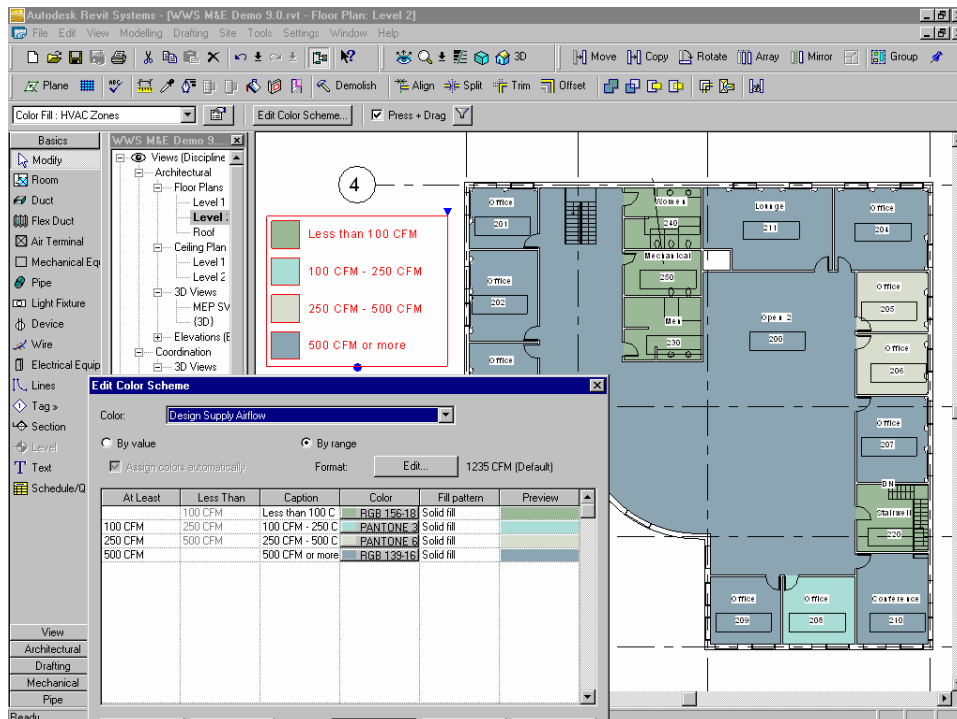 Autodesk Revit Systems - [WWS M&E Demo 9.0.rvt - Floor Plan: Level 2]
File Edit View Modelling Drafting Site Tools Settings Window Help
3D Move Copy Rotate Array Mirror Group
Plane Demolish Align Split Trim Offset
Color Fill : HVAC Zones Edit Color Scheme... Press + Drag
Basics
Modify
Room
Duct
Flex Duct
Air Terminal
Mechanical Equ
Pipe
Light Fixture
Device
Wire
Electrical Equip
Lines
Tag »
Section
Level
Text
Schedule/Q
View
Architectural
Drafting
Mechanical
Pipe
Ready
WWS M&E Demo 9....
Views (Discipline
Architectural
Floor Plans
Level 1
Level 2
Roof
Ceiling Plan
Level 1
Level 2
3D Views
MEP SV
{3D}
Elevations (E
Coordination
3D Views
4
Less than 100 CFM
100 CFM - 250 CFM
250 CFM - 500 CFM
500 CFM or more
Office
201
Women
240
Lounge
211
Office
204
Mechanical
250
Office
202
Office
205
Men
230
Open 2
200
Office
Office
206
Office
207
DN
Stairwell
220
Office
209
Office
208
Conference
210
Edit Color Scheme
Color: Design Supply Airflow
By value By range
Assign colors automatically Format: Edit... 1235 CFM (Default)
At Least Less Than Caption Color Fill pattern Preview
100 CFM Less than 100 C RGB 156-18 Solid fill
100 CFM 250 CFM 100 CFM - 250 C PANTONE 3 Solid fill
250 CFM 500 CFM 250 CFM - 500 C PANTONE 6 Solid fill
500 CFM 500 CFM or more RGB 139-16 Solid fill